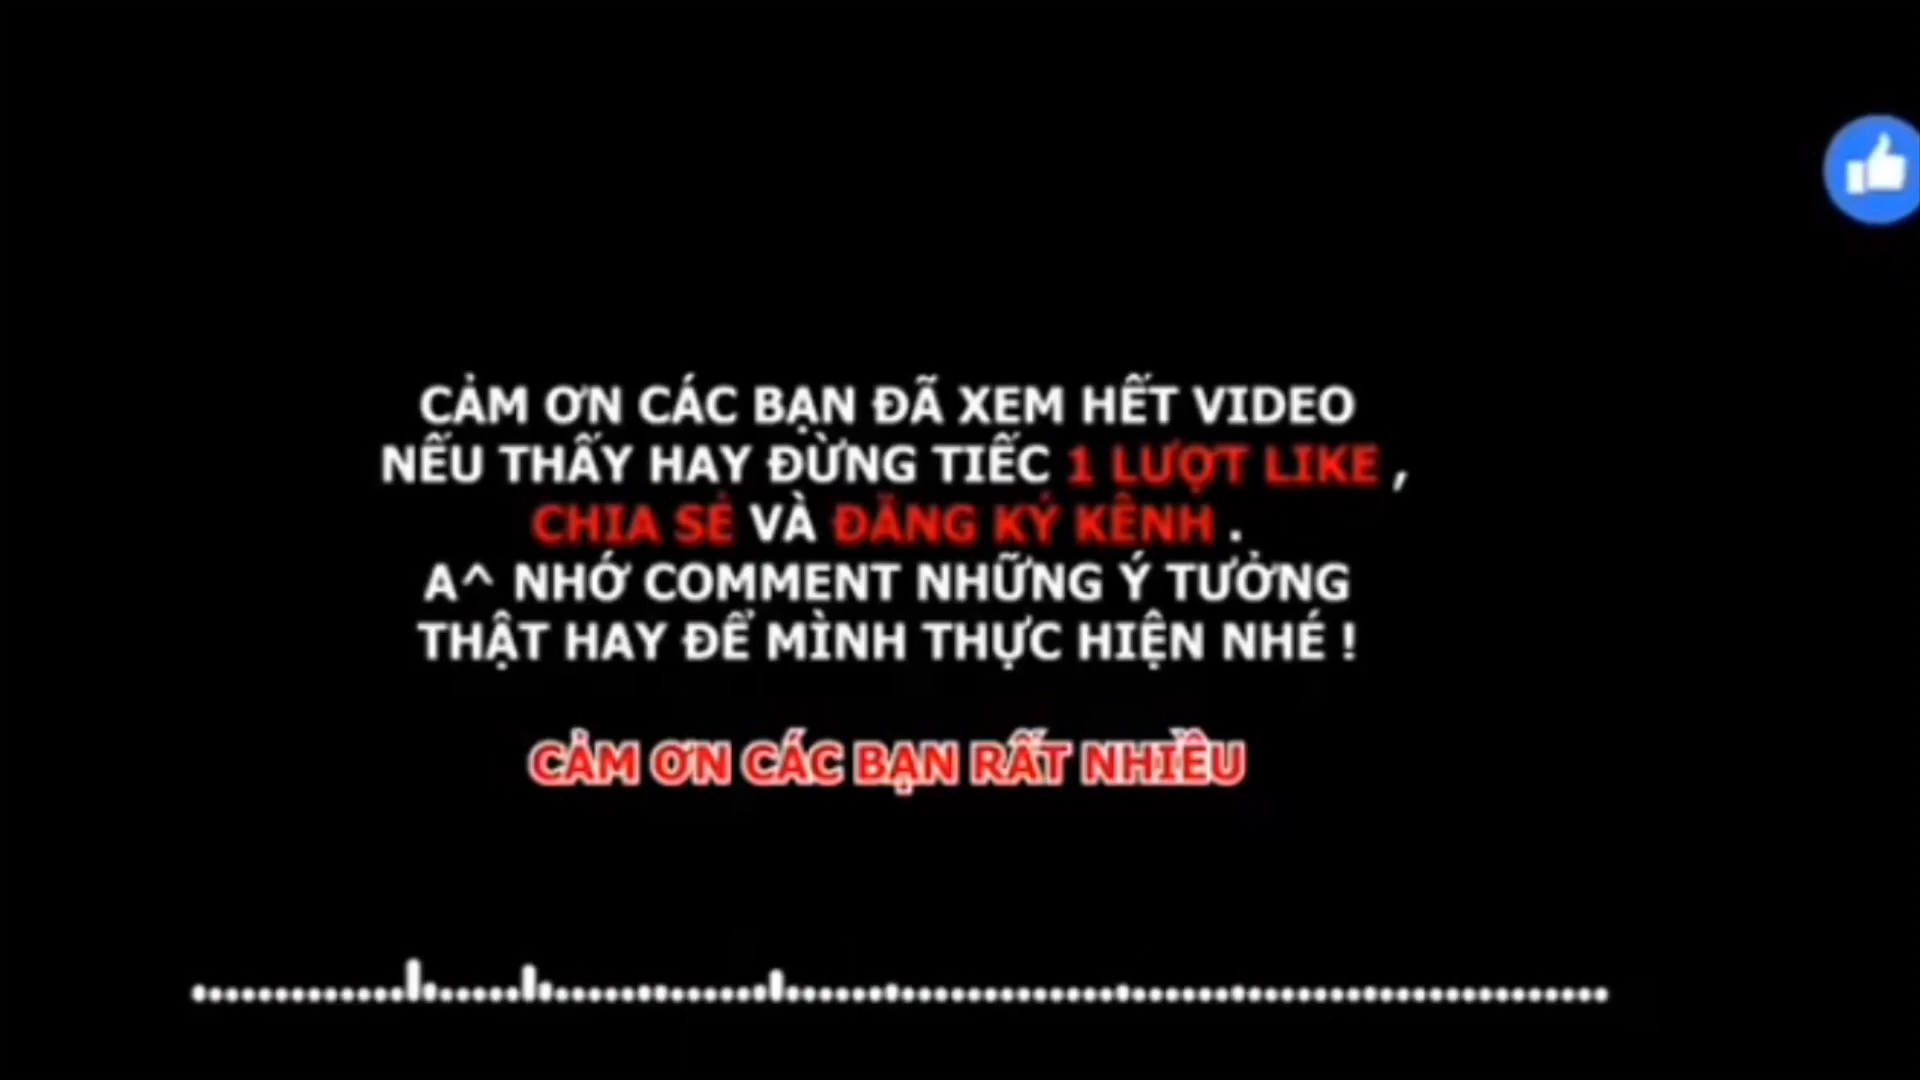 CẢM ƠN CÁC BẠN ĐÃ XEM HẾT VIDEO
NẾU THẤY HAY ĐỪNG TIẾC 1 LƯỢT LIKE ,
CHIA SẺ VÀ ĐĂNG KÝ KÊNH .
A^ NHỚ COMMENT NHỮNG Ý TƯỞNG
THẬT HAY ĐỂ MÌNH THỰC HIỆN NHÉ !
CẢM ƠN CÁC BẠN RẤT NHIỀU